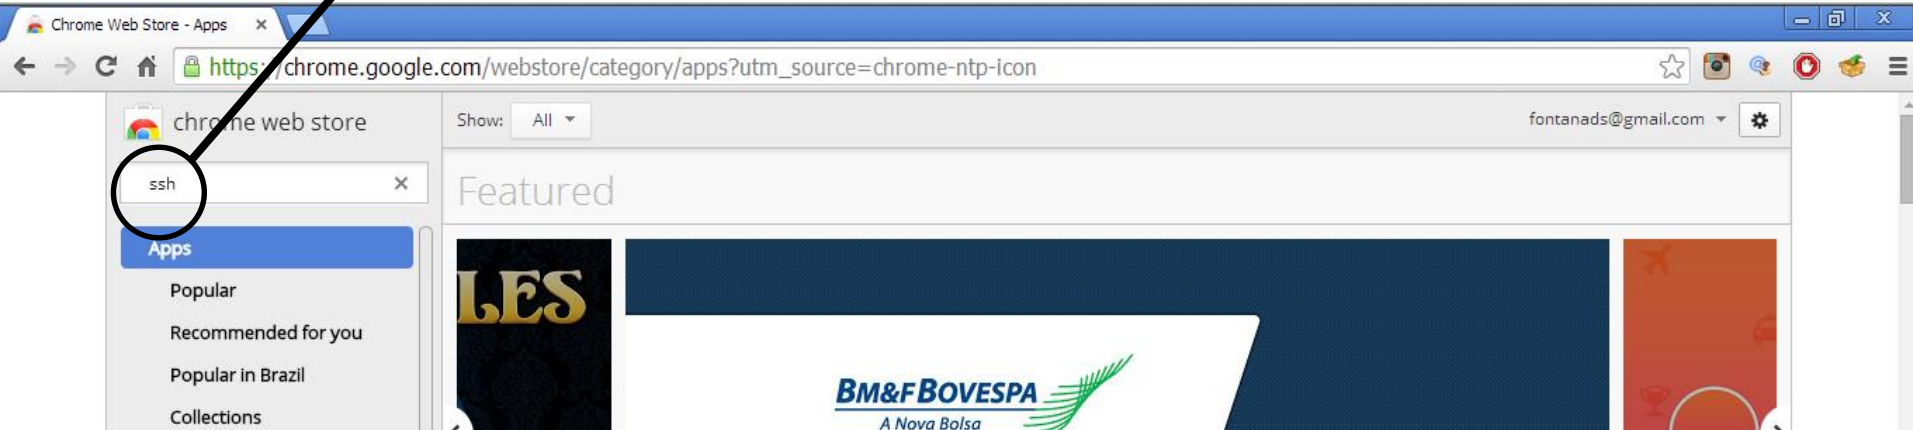 Chrome Web Store - Apps
https://chrome.google.com/webstore/category/apps?utm_source=chrome-ntp-icon
chrome web store
Show: All
fontanads@gmail.com
ssh
Featured
Apps
Popular
Recommended for you
Popular in Brazil
Collections
LES
BM&FBOVESPA
A Nova Bolsa